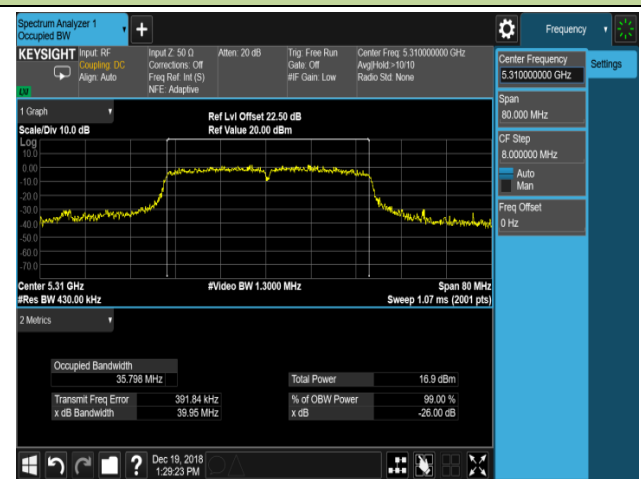 Spectrum Analyzer 1
Occupied BW
Frequency
KEYSIGHT Input: RF
Coupling: DC
Align: Auto
Input Z: 50 Ω
Corrections: Off
Freq Ref: Int (S)
NFE: Adaptive
Atten: 20 dB
Trig: Free Run
Gate: Off
#IF Gain: Low
Center Freq: 5.310000000 GHz
Avg|Hold:>10/10
Radio Std: None
LXI
1 Graph
Scale/Div 10.0 dB
Ref Lvl Offset 22.50 dB
Ref Value 20.00 dBm
Log
10.0
0.00
-10.0
-20.0
-30.0
-40.0
-50.0
-60.0
-70.0
Center 5.31 GHz
#Res BW 430.00 kHz
#Video BW 1.3000 MHz
Span 80 MHz
Sweep 1.07 ms (2001 pts)
2 Metrics
Occupied Bandwidth
35.798 MHz
Total Power 16.9 dBm
Transmit Freq Error 391.84 kHz
% of OBW Power 99.00 %
x dB Bandwidth 39.95 MHz
x dB -26.00 dB
Center Frequency
5.310000000 GHz
Settings
Span
80.000 MHz
CF Step
8.000000 MHz
Auto
Man
Freq Offset
0 Hz
?
Dec 19, 2018
1:29:23 PM